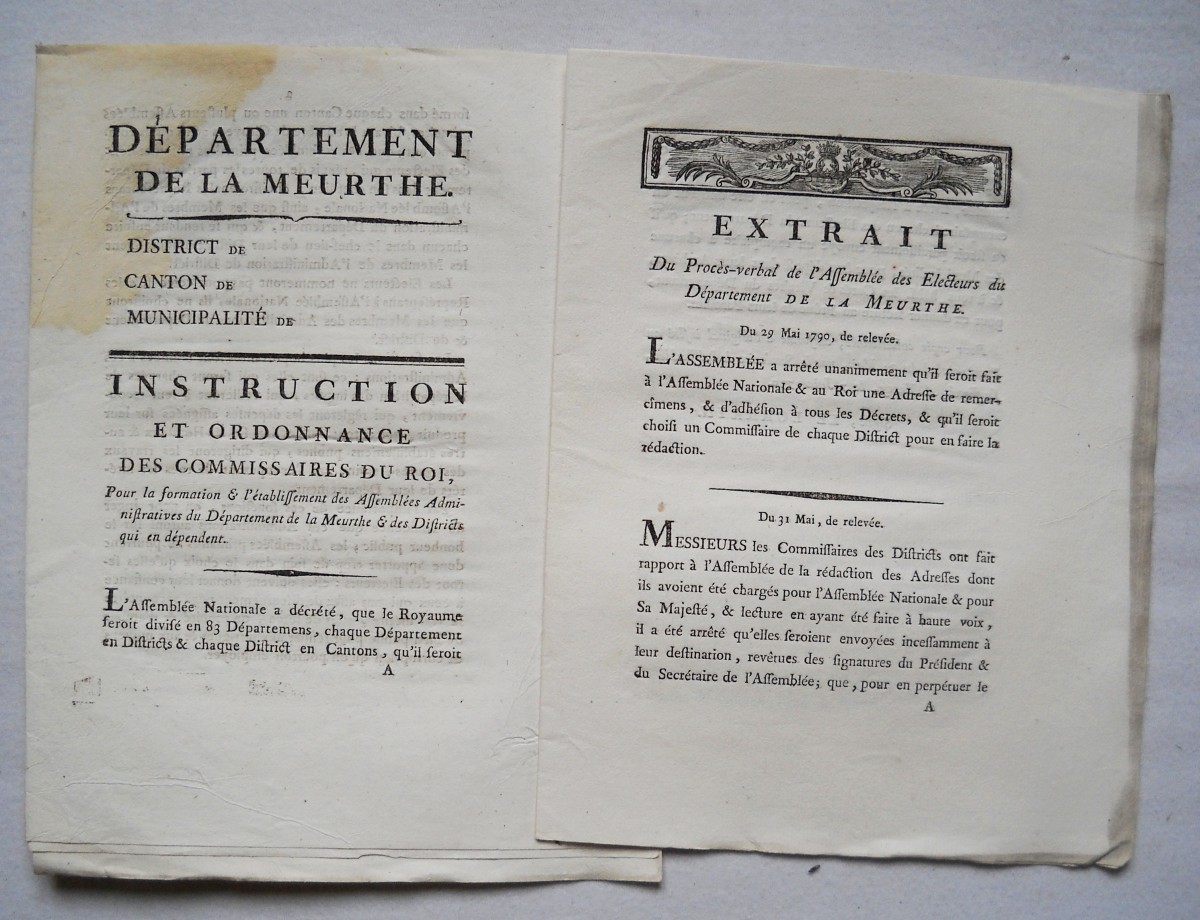 DÉPARTEMENT
DE LA MEURTHE.
DISTRICT DE
CANTON DE
MUNICIPALITÉ DE
INSTRUCTION
ET ORDONNANCE
DES COMMISSAIRES DU ROI,
Pour la formation & l'établiſſement des Aſſemblées Admi-
niſtratives du Département de la Meurthe & des Diſtricts
qui en dépendent.
L'Aſſemblée Nationale a décrété, que le Royaume
ſeroit diviſé en 83 Départemens, chaque Département
en Diſtricts & chaque Diſtrict en Cantons, qu'il ſeroit
A
EXTRAIT
Du Procès-verbal de l'Aſſemblée des Electeurs du
Département DE LA MEURTHE.
Du 29 Mai 1790, de relevée.
L'ASSEMBLÉE a arrêté unanimement qu'il ſeroit fait
à l'Aſſemblée Nationale & au Roi une Adreſſe de remer-
cîmens, & d'adhéſion à tous les Décrets, & qu'il ſeroit
choiſi un Commiſſaire de chaque Diſtrict pour en faire la
rédaction.
Du 31 Mai, de relevée.
MESSIEURS les Commiſſaires des Diſtricts ont fait
rapport à l'Aſſemblée de la rédaction des Adreſſes dont
ils avoient été chargés pour l'Aſſemblée Nationale & pour
Sa Majeſté, & lecture en ayant été faire à haute voix,
il a été arrêté qu'elles ſeroient envoyées inceſſamment à
leur deſtination, revêtues des ſignatures du Préſident &
du Secrétaire de l'Aſſemblée; que, pour en perpétuer le
A